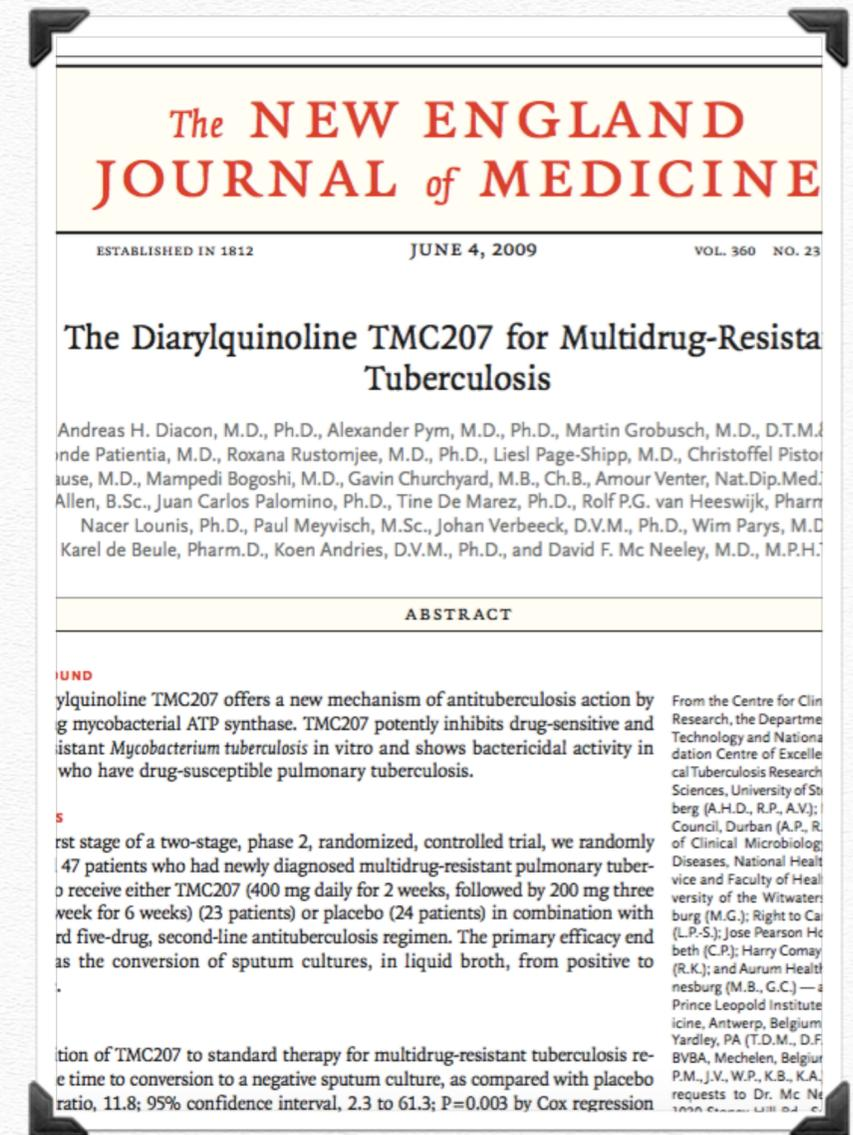 The NEW ENGLAND
JOURNAL of MEDICINE
ESTABLISHED IN 1812 JUNE 4, 2009 VOL. 360 NO. 23
The Diarylquinoline TMC207 for Multidrug-Resista
Tuberculosis
Andreas H. Diacon, M.D., Ph.D., Alexander Pym, M.D., Ph.D., Martin Grobusch, M.D., D.T.M.&
onde Patientia, M.D., Roxana Rustomjee, M.D., Ph.D., Liesl Page-Shipp, M.D., Christoffel Pistor
ause, M.D., Mampedi Bogoshi, M.D., Gavin Churchyard, M.B., Ch.B., Amour Venter, Nat.Dip.Med.
Allen, B.Sc., Juan Carlos Palomino, Ph.D., Tine De Marez, Ph.D., Rolf P.G. van Heeswijk, Pharm
Nacer Lounis, Ph.D., Paul Meyvisch, M.Sc., Johan Verbeeck, D.V.M., Ph.D., Wim Parys, M.D
Karel de Beule, Pharm.D., Koen Andries, D.V.M., Ph.D., and David F. Mc Neeley, M.D., M.P.H.
ABSTRACT
OUND
ylquinoline TMC207 offers a new mechanism of antituberculosis action by
g mycobacterial ATP synthase. TMC207 potently inhibits drug-sensitive and
sistant Mycobacterium tuberculosis in vitro and shows bactericidal activity in
who have drug-susceptible pulmonary tuberculosis.
S
rst stage of a two-stage, phase 2, randomized, controlled trial, we randomly
47 patients who had newly diagnosed multidrug-resistant pulmonary tuber-
o receive either TMC207 (400 mg daily for 2 weeks, followed by 200 mg three
week for 6 weeks) (23 patients) or placebo (24 patients) in combination with
rd five-drug, second-line antituberculosis regimen. The primary efficacy end
as the conversion of sputum cultures, in liquid broth, from positive to
.
ition of TMC207 to standard therapy for multidrug-resistant tuberculosis re-
e time to conversion to a negative sputum culture, as compared with placebo
ratio, 11.8; 95% confidence interval, 2.3 to 61.3; P=0.003 by Cox regression
From the Centre for Clin
Research, the Departme
Technology and Nationa
dation Centre of Excelle
cal Tuberculosis Research
Sciences, University of St
berg (A.H.D., R.P., A.V.);
Council, Durban (A.P., R.
of Clinical Microbiology
Diseases, National Healt
vice and Faculty of Heal
versity of the Witwaters
burg (M.G.); Right to Ca
(L.P.-S.); Jose Pearson Ho
beth (C.P.); Harry Comay
(R.K.); and Aurum Health
nesburg (M.B., G.C.) — a
Prince Leopold Institute
icine, Antwerp, Belgium
Yardley, PA (T.D.M., D.F.
BVBA, Mechelen, Belgiur
P.M., J.V., W.P., K.B., K.A.
requests to Dr. Mc Ne